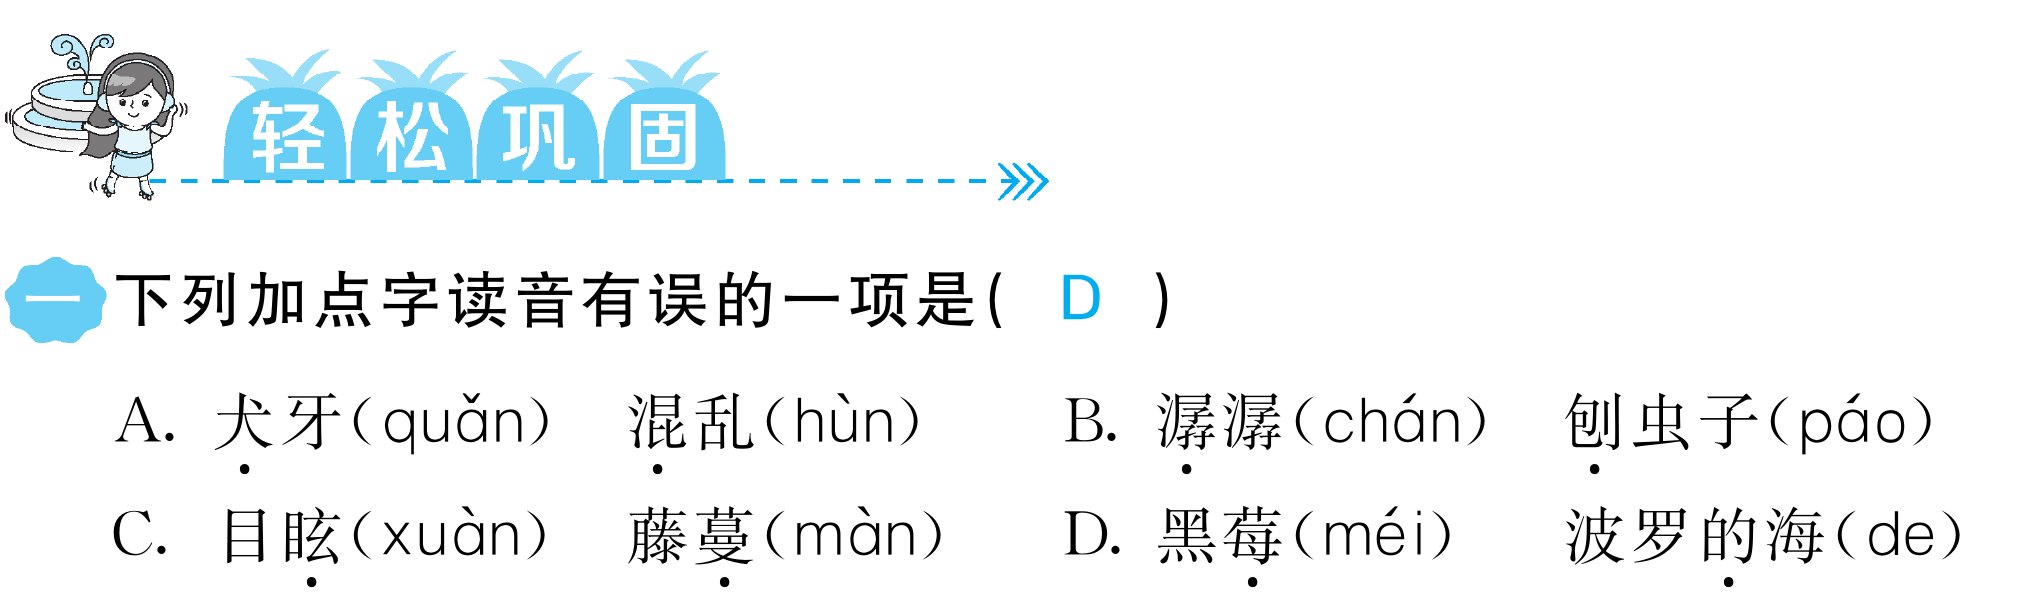 轻松巩固
一 下列加点字读音有误的一项是( D )
A. 犬牙(quǎn) 混乱(hùn) B. 潺潺(chán) 刨虫子(páo)
C. 目眩(xuàn) 藤蔓(màn) D. 黑莓(méi) 波罗的海(de)